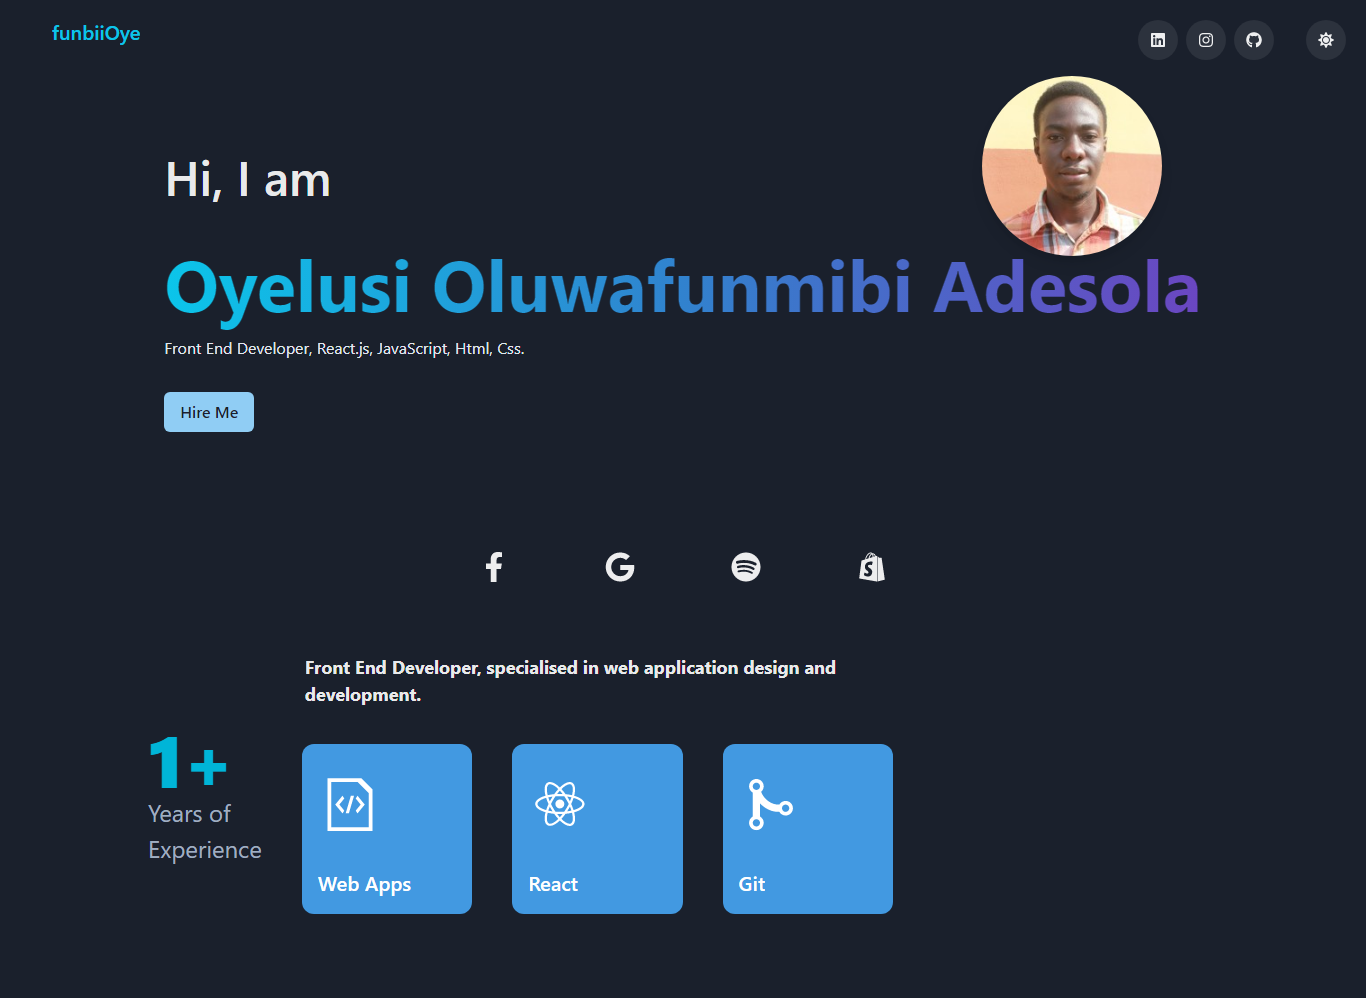 funbiiOye
Hi, I am
Oyelusi Oluwafunmibi Adesola
Front End Developer, React.js, JavaScript, Html, Css.
Hire Me
Front End Developer, specialised in web application design and
development.
1+
Years of
Experience
Web Apps
React
Git